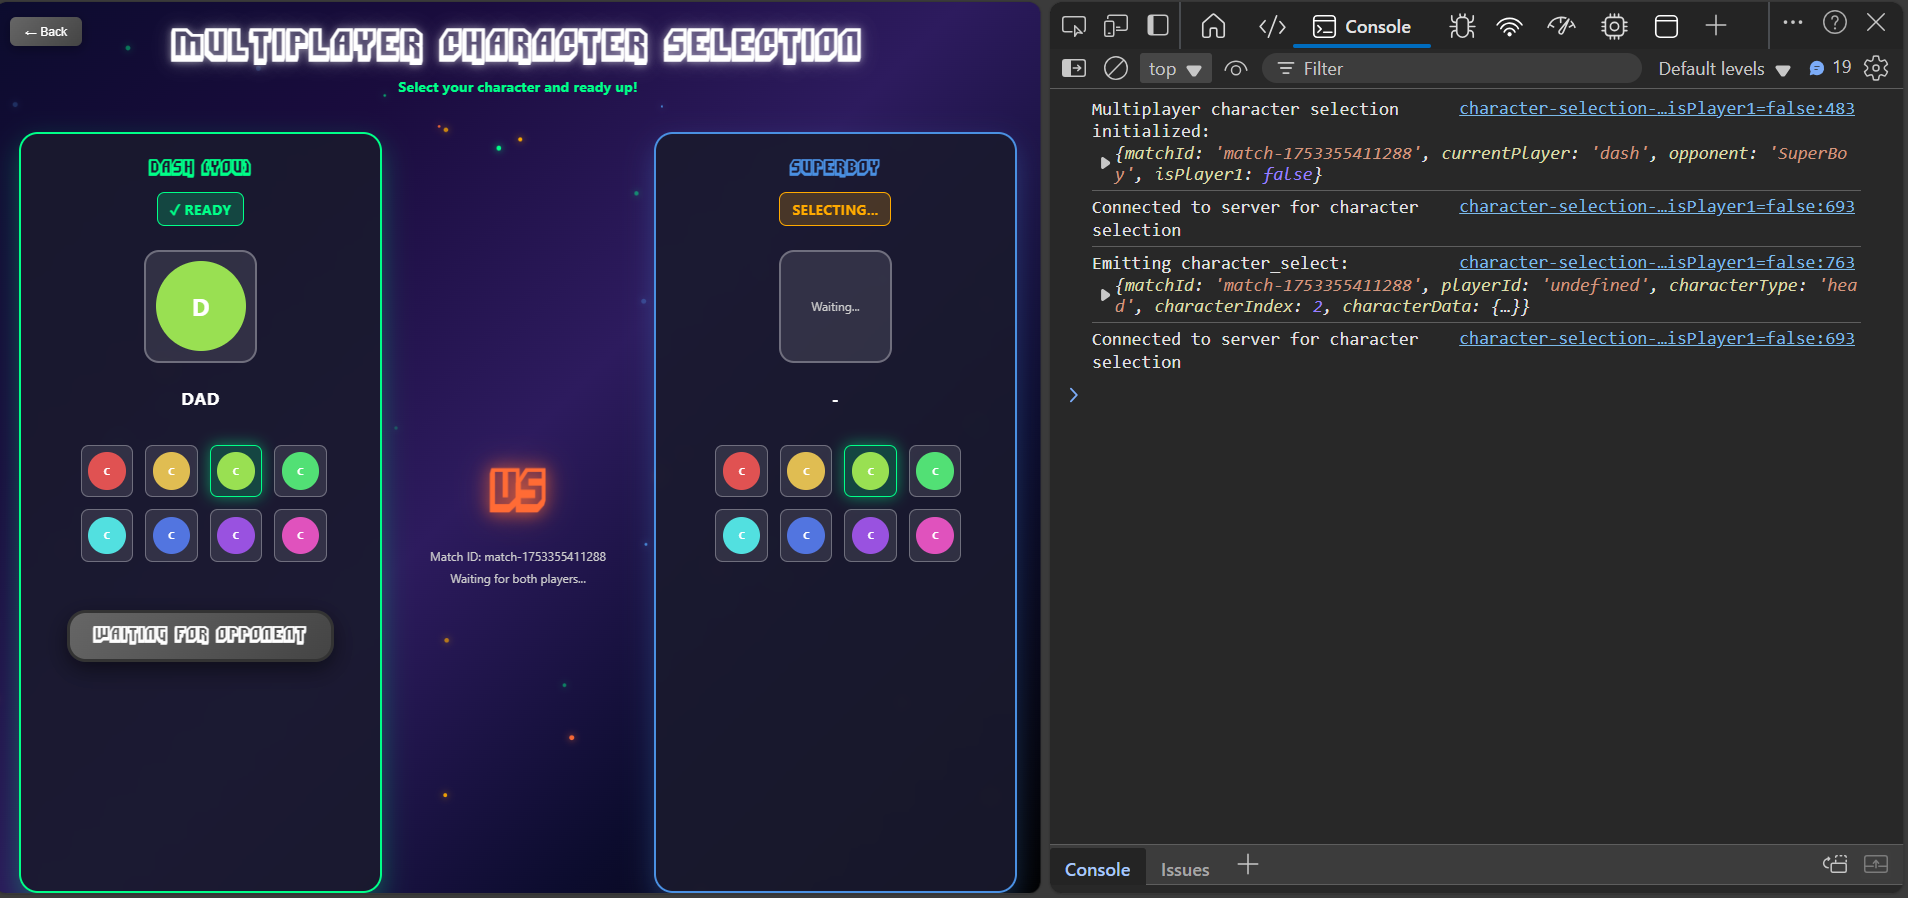 ← Back
MULTIPLAYER CHARACTER SELECTION
Select your character and ready up!
DASH (YOU)
✓ READY
D
DAD
C C C C
C C C C
WAITING FOR OPPONENT
VS
Match ID: match-1753355411288
Waiting for both players...
SUPERBOY
SELECTING...
Waiting...
-
C C C C
C C C C
Console
top
Filter
Default levels
19
Multiplayer character selection character-selection-…isPlayer1=false:483
initialized:
{matchId: 'match-1753355411288', currentPlayer: 'dash', opponent: 'SuperBo
y', isPlayer1: false}
Connected to server for character character-selection-…isPlayer1=false:693
selection
Emitting character_select: character-selection-…isPlayer1=false:763
{matchId: 'match-1753355411288', playerId: 'undefined', characterType: 'hea
d', characterIndex: 2, characterData: {…}}
Connected to server for character character-selection-…isPlayer1=false:693
selection
Console
Issues